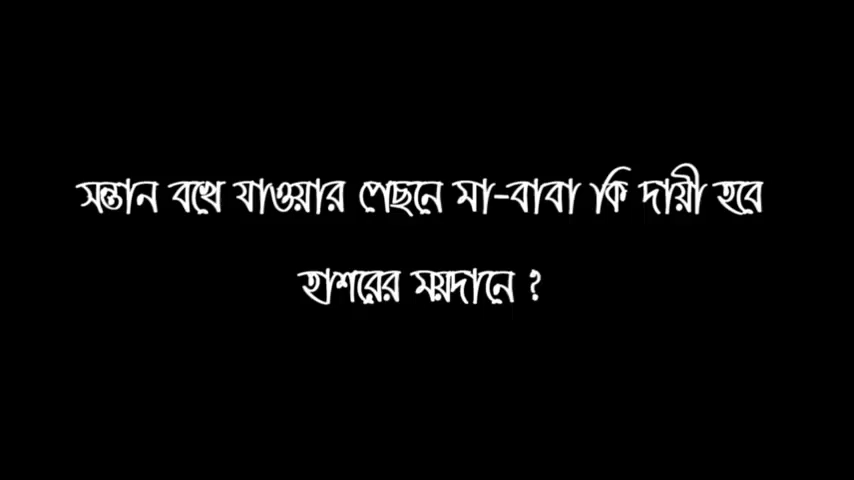 সন্তান বখে যাওয়ার পেছনে মা-বাবা কি দায়ী হবে
হাশরের ময়দানে ?